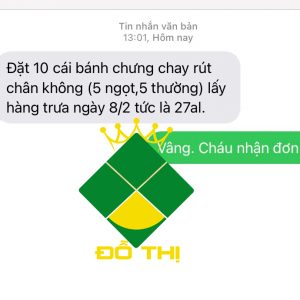 Tin nhắn văn bản
13:01, Hôm nay
Đặt 10 cái bánh chưng chay rút
chân không (5 ngọt,5 thường) lấy
hàng trưa ngày 8/2 tức là 27al.
Vâng. Cháu nhận đơn
ĐỖ THỊ